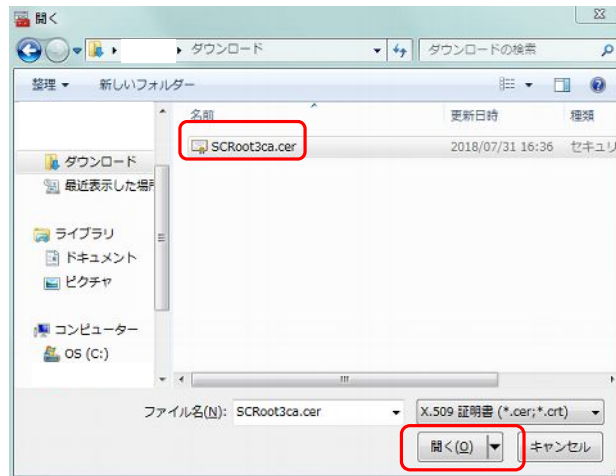 開く
ダウンロード
ダウンロードの検索
整理
新しいフォルダー
名前
更新日時
種類
SCRoot3ca.cer
2018/07/31 16:36
セキュリ
ダウンロード
最近表示した場所
ライブラリ
ドキュメント
ピクチャ
コンピューター
OS (C:)
ファイル名(N):
SCRoot3ca.cer
X.509 証明書 (*.cer;*.crt)
開く(O)
キャンセル